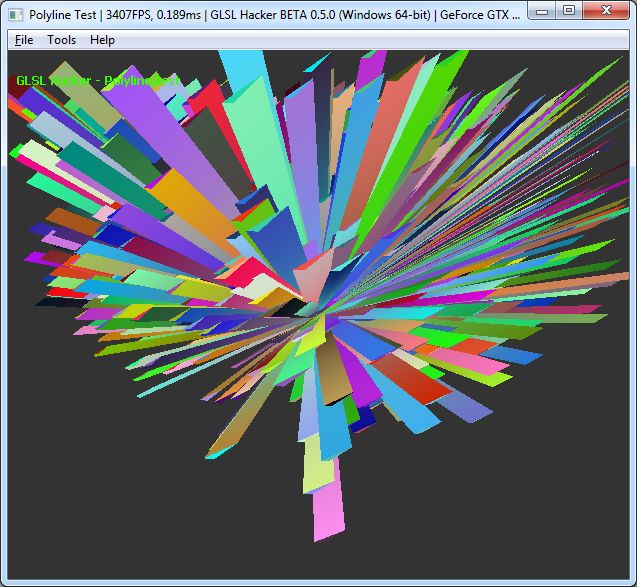 Polyline Test | 3407FPS, 0.189ms | GLSL Hacker BETA 0.5.0 (Windows 64-bit) | GeForce GTX ...
File Tools Help
GLSL Hacker - Polyline test